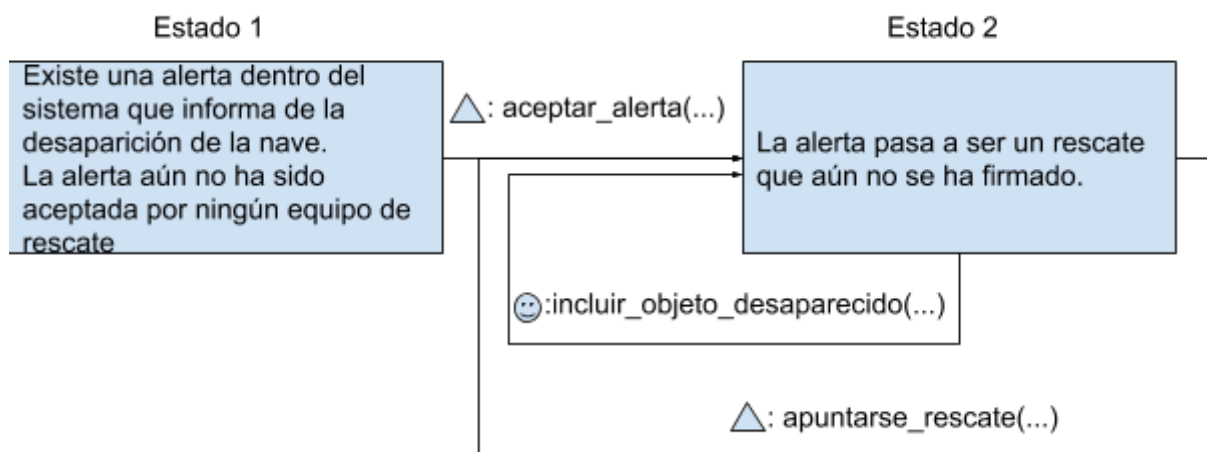 Estado 1
Estado 2
Existe una alerta dentro del
sistema que informa de la
desaparición de la nave.
La alerta aún no ha sido
aceptada por ningún equipo de
rescate
: aceptar_alerta(...)
La alerta pasa a ser un rescate
que aún no se ha firmado.
:incluir_objeto_desaparecido(...)
: apuntarse_rescate(...)